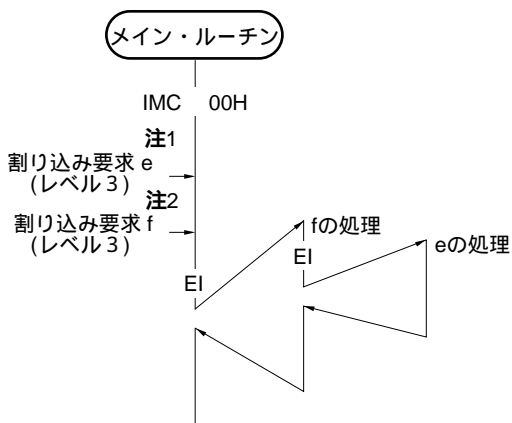 メイン・ルーチン
IMC 00H
注1
割り込み要求 e
(レベル3)
注2
割り込み要求 f
(レベル3)
fの処理
eの処理
EI
EI